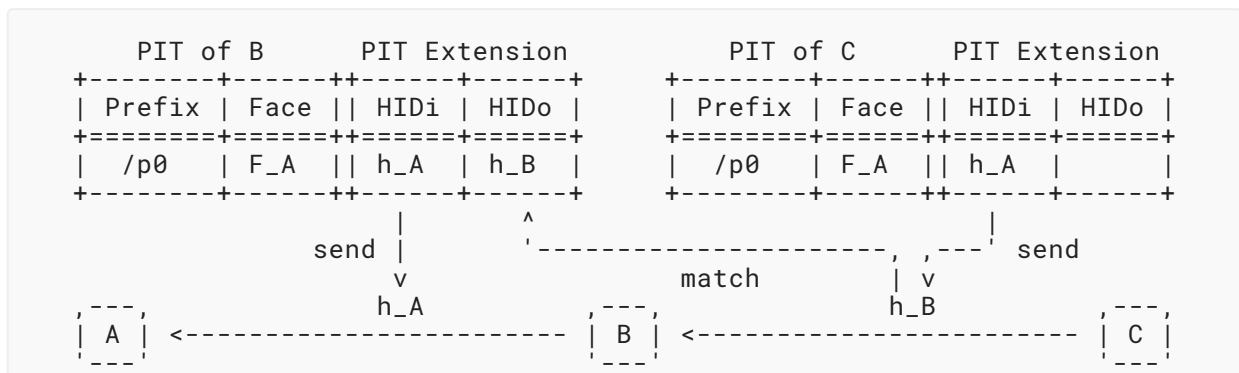 PIT of B PIT Extension PIT of C PIT Extension
+--------+------++------+------+ +--------+------++------+------+
| Prefix | Face || HIDi | HIDo | | Prefix | Face || HIDi | HIDo |
+========+======++======+======+ +========+======++======+======+
| /p0 | F_A || h_A | h_B | | /p0 | F_A || h_A | |
+--------+------++------+------+ +--------+------++------+------+
| ^ |
send | '----------------------, ,---' send
v match | v
,---, h_A ,---, h_B ,---,
| A | <------------------------ | B | <------------------------ | C |
'---' '---' '---'